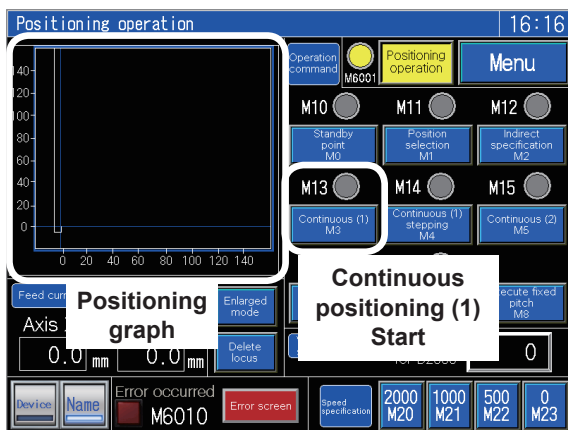 Positioning operation 16:16
Operation command
M6001
Positioning operation
Menu
140
120
100
80
60
40
20
0
0 20 40 60 80 100 120 140
M10 M11 M12
Standby point M0
Position selection M1
Indirect specification M2
M13 M14 M15
Continuous (1) M3
Continuous (1) stepping M4
Continuous (2) M5
Positioning graph
Continuous positioning (1) Start
Feed
Enlarged mode
fixed pitch M8
Axis
0.0 mm 0.0 mm
Delete locus
0
Device Name
Error occurred
M6010
Error screen
Speed specification
2000 M20
1000 M21
500 M22
0 M23